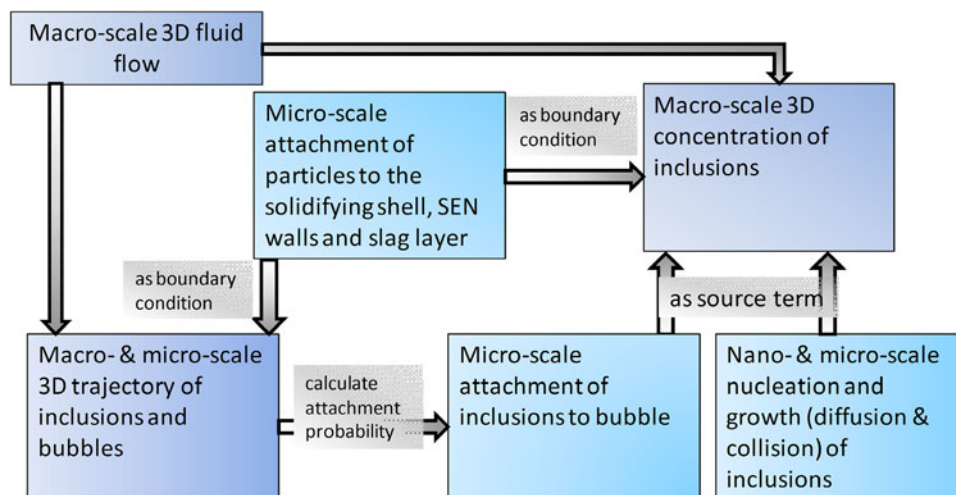 Macro-scale 3D fluid
flow
Micro-scale
attachment of
particles to the
solidifying shell, SEN
walls and slag layer
as boundary
condition
Macro-scale 3D
concentration of
inclusions
as boundary
condition
as source term
Macro- & micro-scale
3D trajectory of
inclusions and
bubbles
calculate
attachment
probability
Micro-scale
attachment of
inclusions to bubble
Nano- & micro-scale
nucleation and
growth (diffusion &
collision) of
inclusions